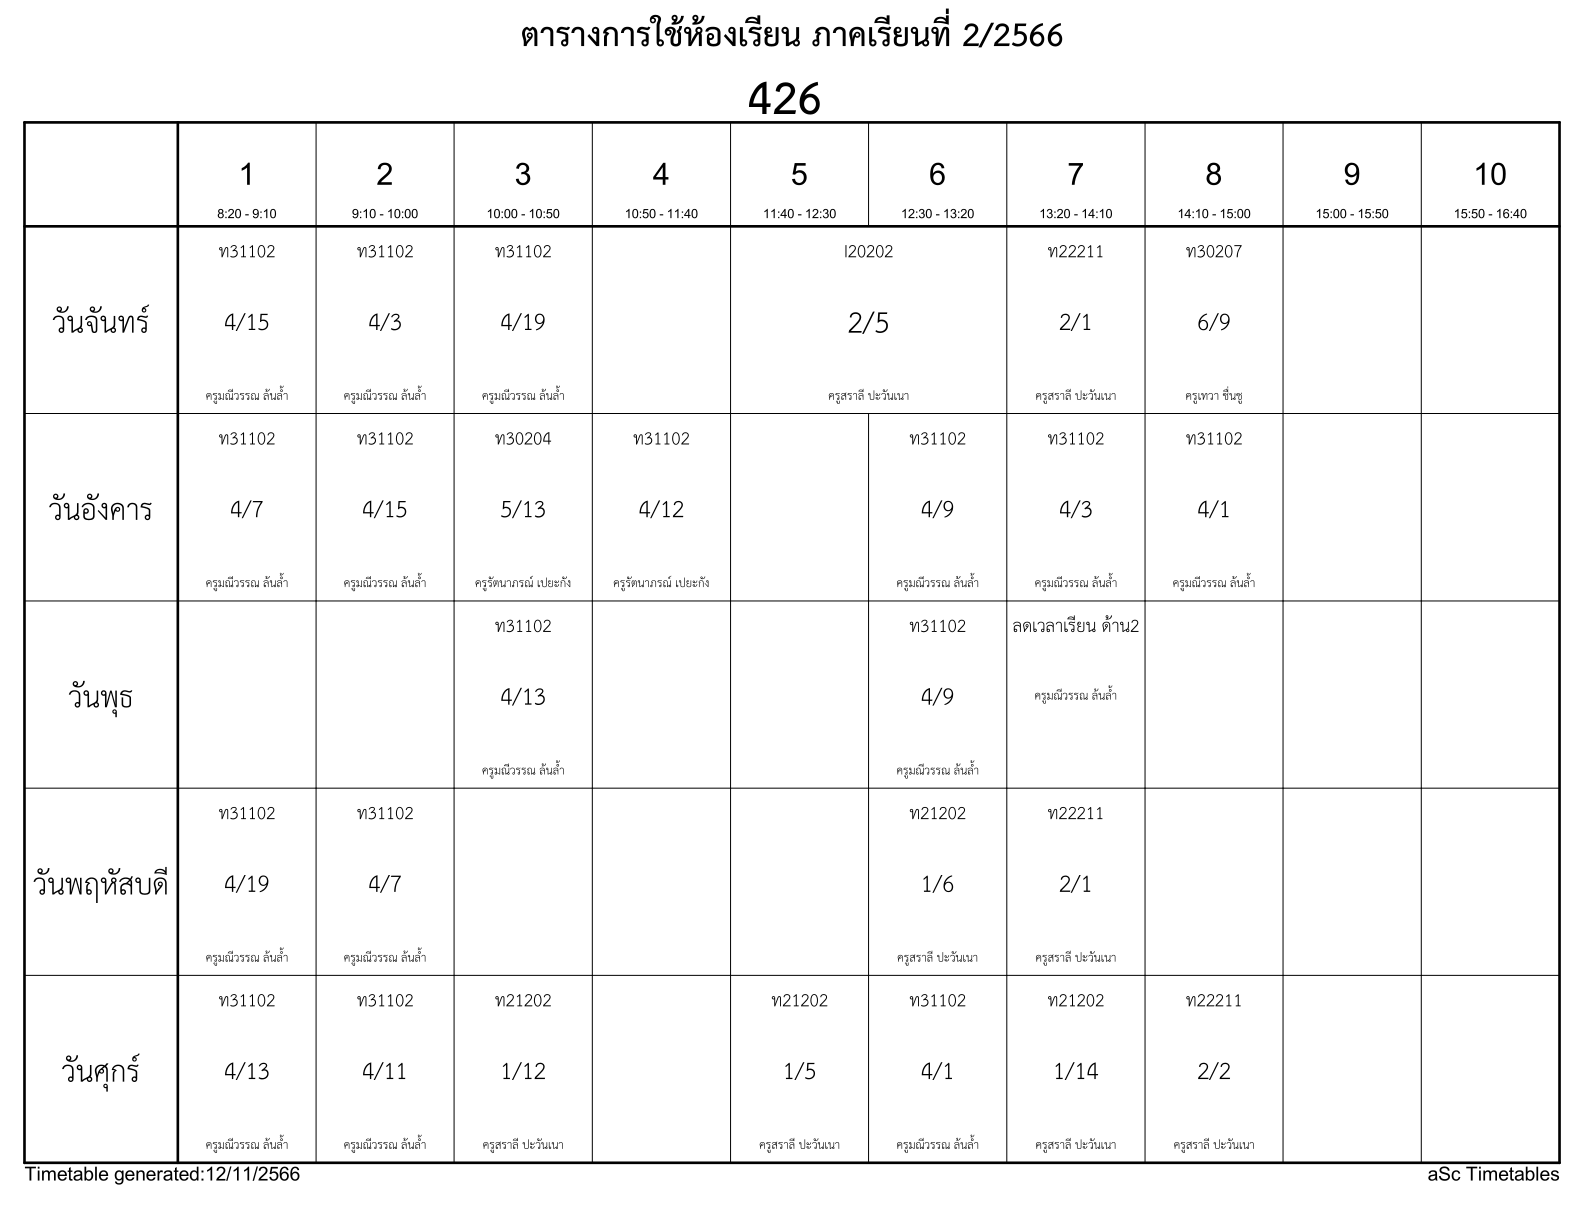 ตารางการใช้ห้องเรียน ภาคเรียนที่ 2/2566
426
1 2 3 4 5 6 7 8 9 10
8:20 - 9:10 9:10 - 10:00 10:00 - 10:50 10:50 - 11:40 11:40 - 12:30 12:30 - 13:20 13:20 - 14:10 14:10 - 15:00 15:00 - 15:50 15:50 - 16:40
ท31102 ท31102 ท31102 I20202 ท22211 ท30207
วันจันทร์ 4/15 4/3 4/19 2/5 2/1 6/9
ครูมณีวรรณ ล้นล้ำ ครูมณีวรรณ ล้นล้ำ ครูมณีวรรณ ล้นล้ำ ครูสราลี ปะวันเนา ครูสราลี ปะวันเนา ครูเทวา ชื่นชู
ท31102 ท31102 ท30204 ท31102 ท31102 ท31102 ท31102
วันอังคาร 4/7 4/15 5/13 4/12 4/9 4/3 4/1
ครูมณีวรรณ ล้นล้ำ ครูมณีวรรณ ล้นล้ำ ครูรัตนาภรณ์ เปยะกัง ครูรัตนาภรณ์ เปยะกัง ครูมณีวรรณ ล้นล้ำ ครูมณีวรรณ ล้นล้ำ ครูมณีวรรณ ล้นล้ำ
ท31102 ท31102 ลดเวลาเรียน ด้าน2
วันพุธ 4/13 4/9 ครูมณีวรรณ ล้นล้ำ
ครูมณีวรรณ ล้นล้ำ ครูมณีวรรณ ล้นล้ำ
ท31102 ท31102 ท21202 ท22211
วันพฤหัสบดี 4/19 4/7 1/6 2/1
ครูมณีวรรณ ล้นล้ำ ครูมณีวรรณ ล้นล้ำ ครูสราลี ปะวันเนา ครูสราลี ปะวันเนา
ท31102 ท31102 ท21202 ท21202 ท31102 ท21202 ท22211
วันศุกร์ 4/13 4/11 1/12 1/5 4/1 1/14 2/2
ครูมณีวรรณ ล้นล้ำ ครูมณีวรรณ ล้นล้ำ ครูสราลี ปะวันเนา ครูสราลี ปะวันเนา ครูมณีวรรณ ล้นล้ำ ครูสราลี ปะวันเนา ครูสราลี ปะวันเนา
Timetable generated:12/11/2566 aSc Timetables